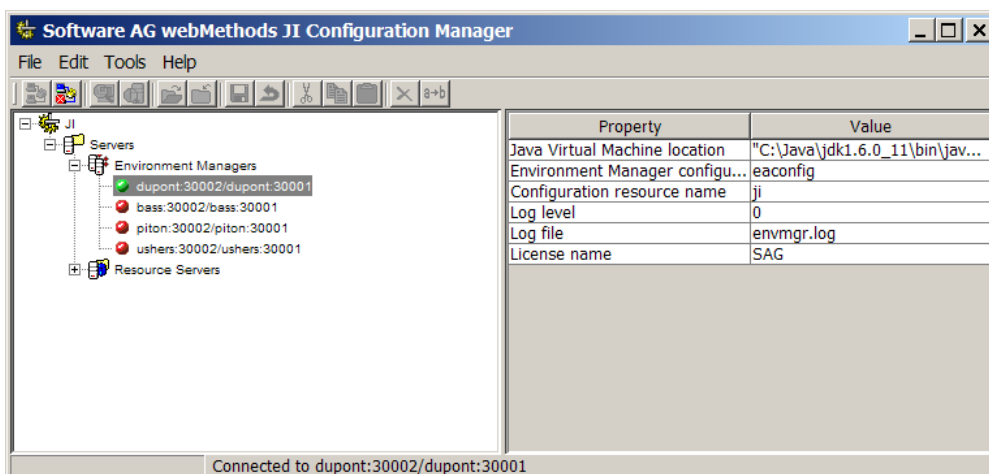 Software AG webMethods JI Configuration Manager
File Edit Tools Help
a→b
JI
Servers
Environment Managers
dupont:30002/dupont:30001
bass:30002/bass:30001
piton:30002/piton:30001
ushers:30002/ushers:30001
Resource Servers
Property Value
Java Virtual Machine location "C:\Java\jdk1.6.0_11\bin\jav...
Environment Manager configu... eaconfig
Configuration resource name ji
Log level 0
Log file envmgr.log
License name SAG
Connected to dupont:30002/dupont:30001